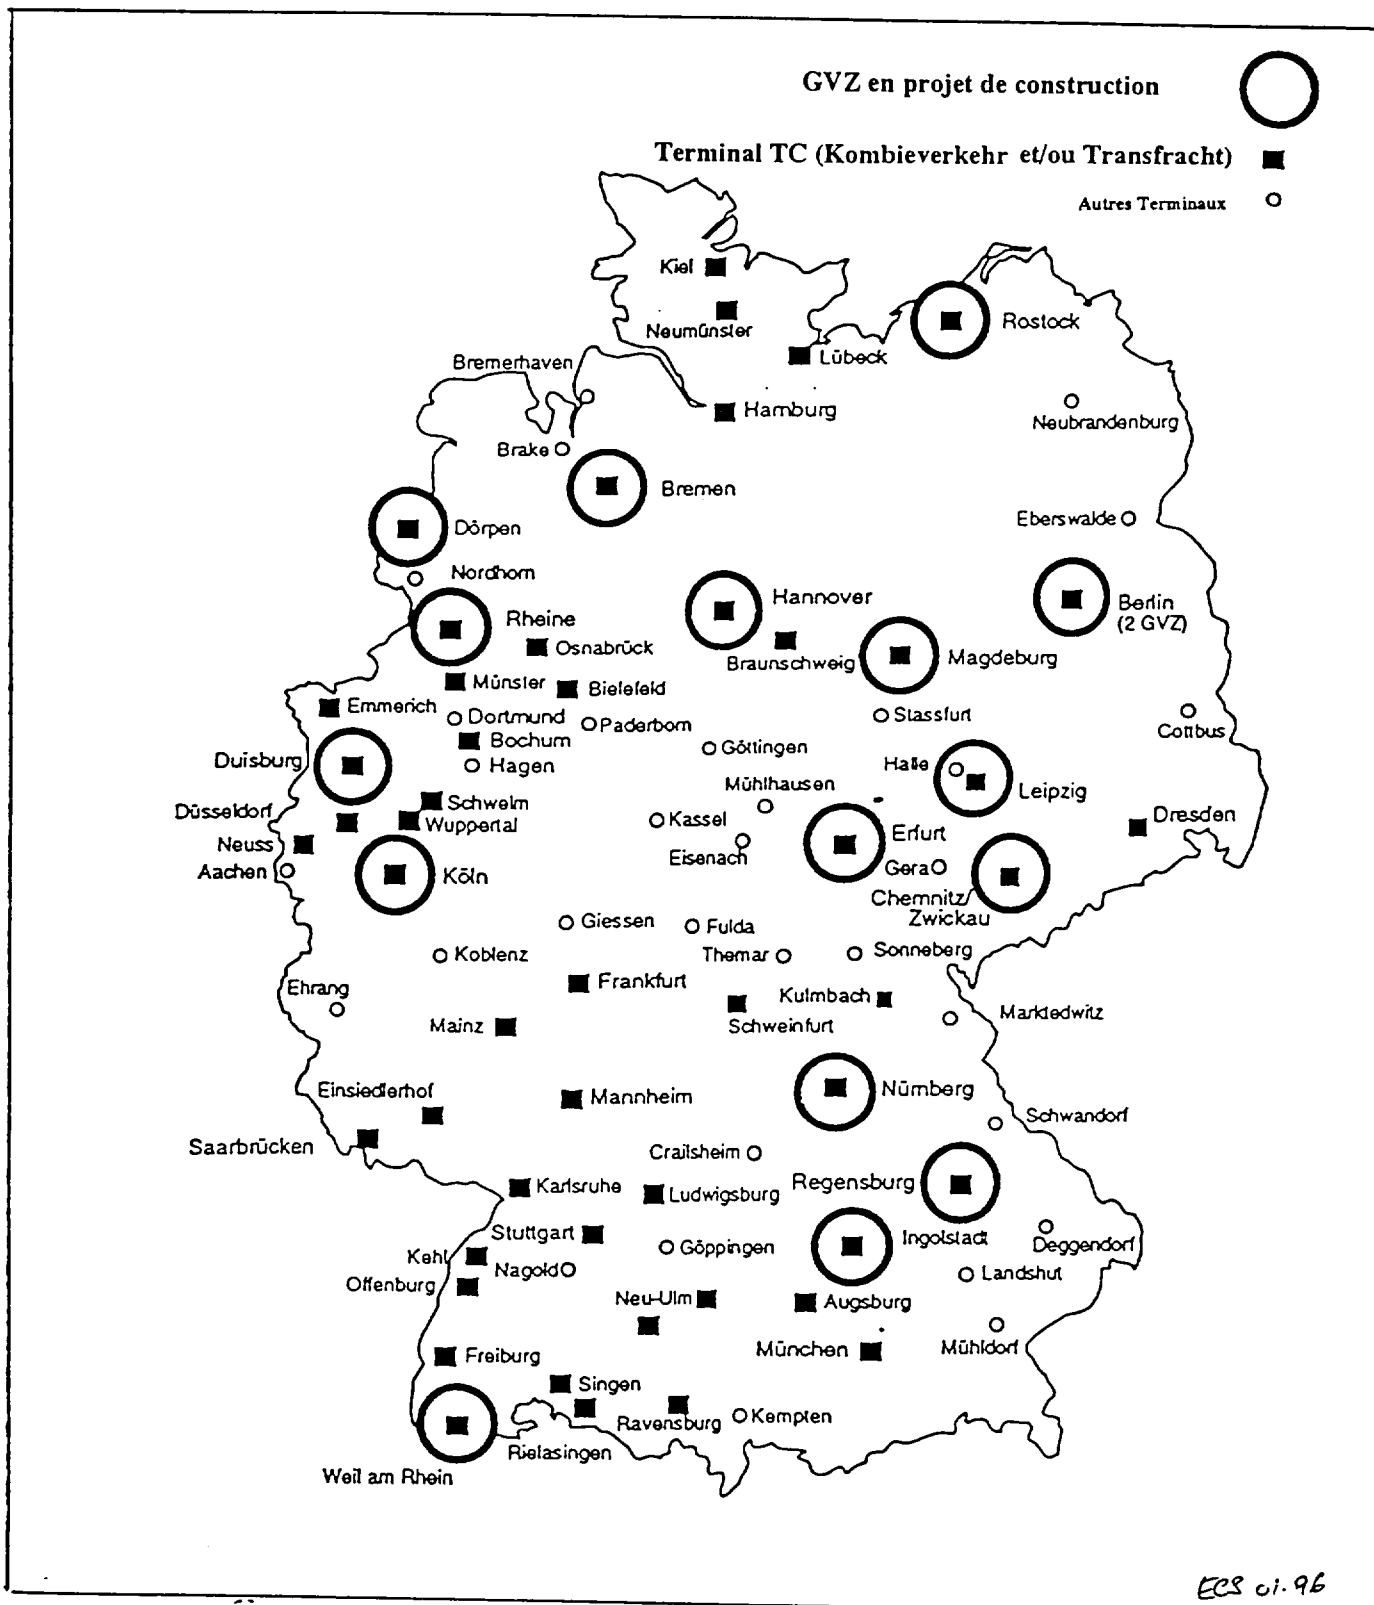 GVZ en projet de construction
Terminal TC (Kombieverkehr et/ou Transfracht)
Autres Terminaux
Kiel
Neumünster
Rostock
Lübeck
Bremerhaven
Hamburg
Neubrandenburg
Brake
Bremen
Dörpen
Eberswalde
Nordhorn
Hannover
Berlin
(2 GVZ)
Rheine
Osnabrück
Braunschweig
Magdeburg
Münster
Bielefeld
Emmerich
Dortmund
Paderborn
Stassfurt
Cottbus
Bochum
Göttingen
Duisburg
Hagen
Halle
Mühlhausen
Leipzig
Schwelm
Düsseldorf
Wuppertal
Kassel
Erfurt
Dresden
Neuss
Eisenach
Aachen
Köln
Gera
Chemnitz/
Zwickau
Giessen
Fulda
Koblenz
Themar
Sonneberg
Ehrang
Frankfurt
Kulmbach
Mainz
Schweinfurt
Marktedwitz
Einsiedlerhof
Mannheim
Nürnberg
Schwandorf
Saarbrücken
Crailsheim
Karlsruhe
Ludwigsburg
Regensburg
Stuttgart
Ingolstadt
Deggendorf
Kehl
Göppingen
Nagold
Landshut
Offenburg
Neu-Ulm
Augsburg
München
Mühldorf
Freiburg
Singen
Ravensburg
Kempten
Rielasingen
Weil am Rhein
ECS 01.96